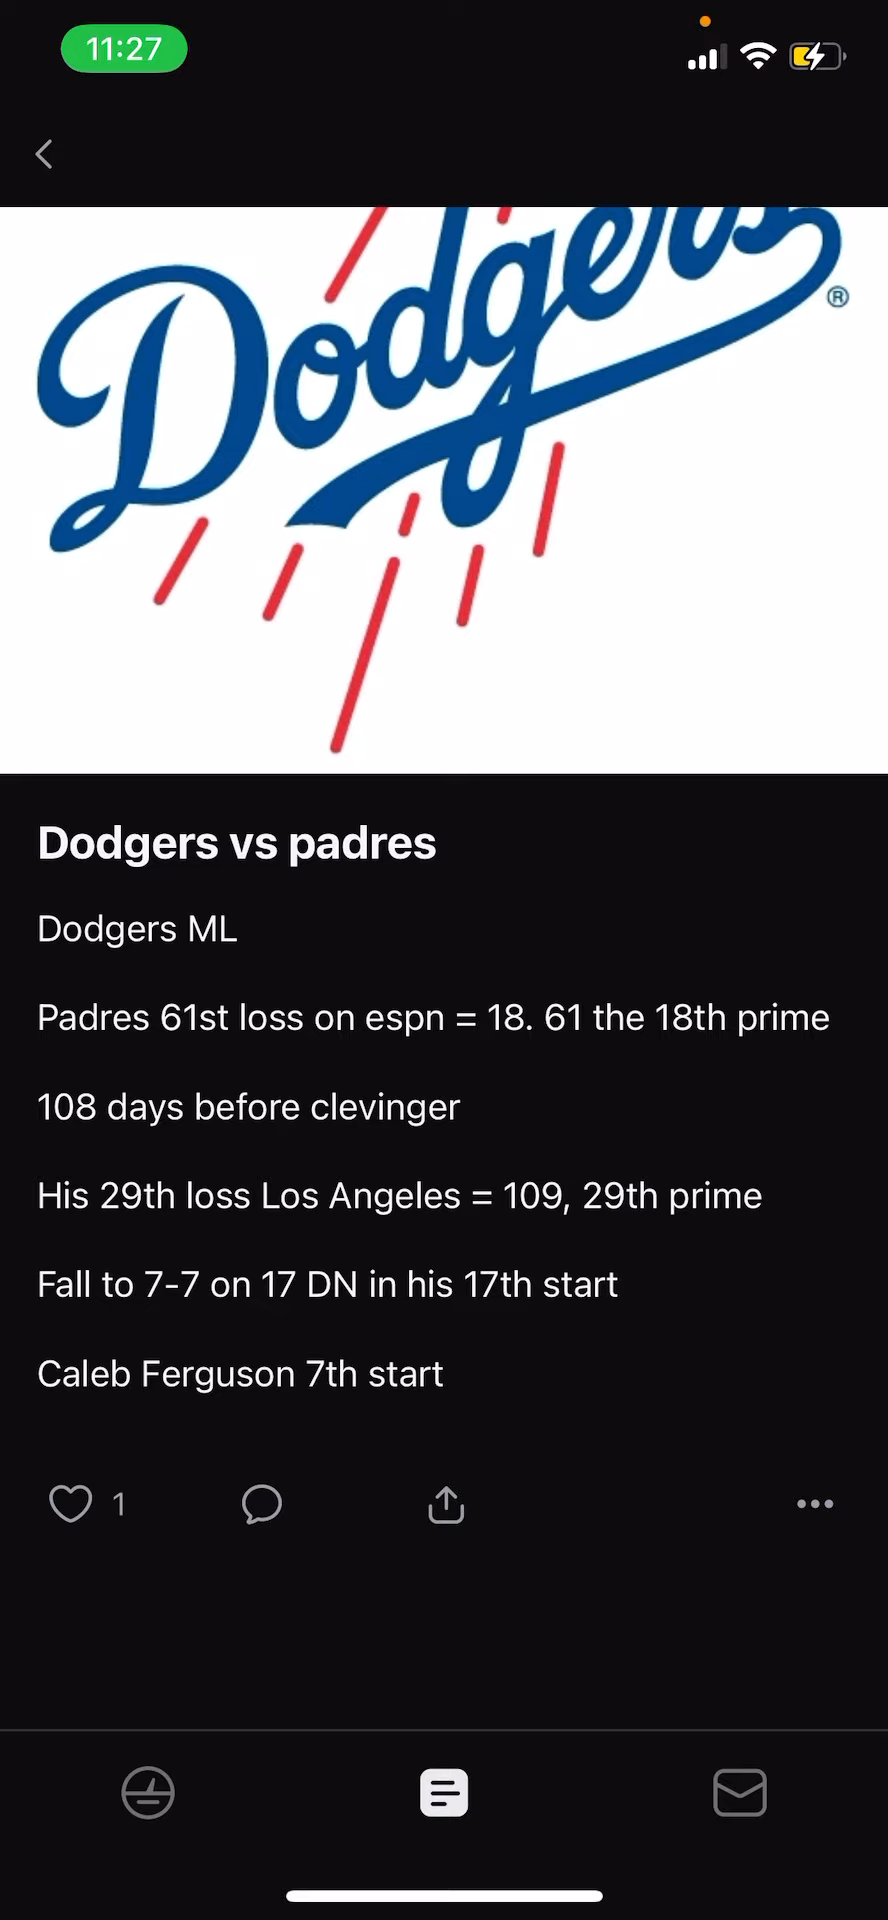 11:27
Dodgers
®
Dodgers vs padres
Dodgers ML
Padres 61st loss on espn = 18. 61 the 18th prime
108 days before clevinger
His 29th loss Los Angeles = 109, 29th prime
Fall to 7-7 on 17 DN in his 17th start
Caleb Ferguson 7th start
1